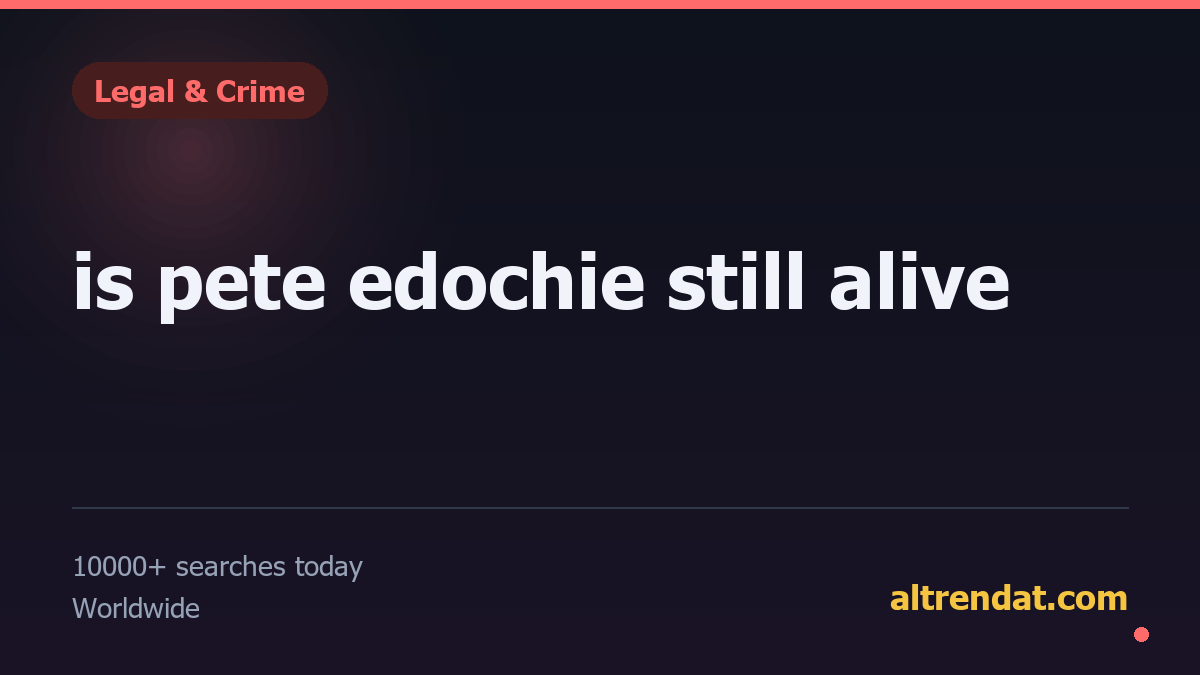 Legal & Crime
is pete edochie still alive
10000+ searches today
Worldwide
altrendat.com